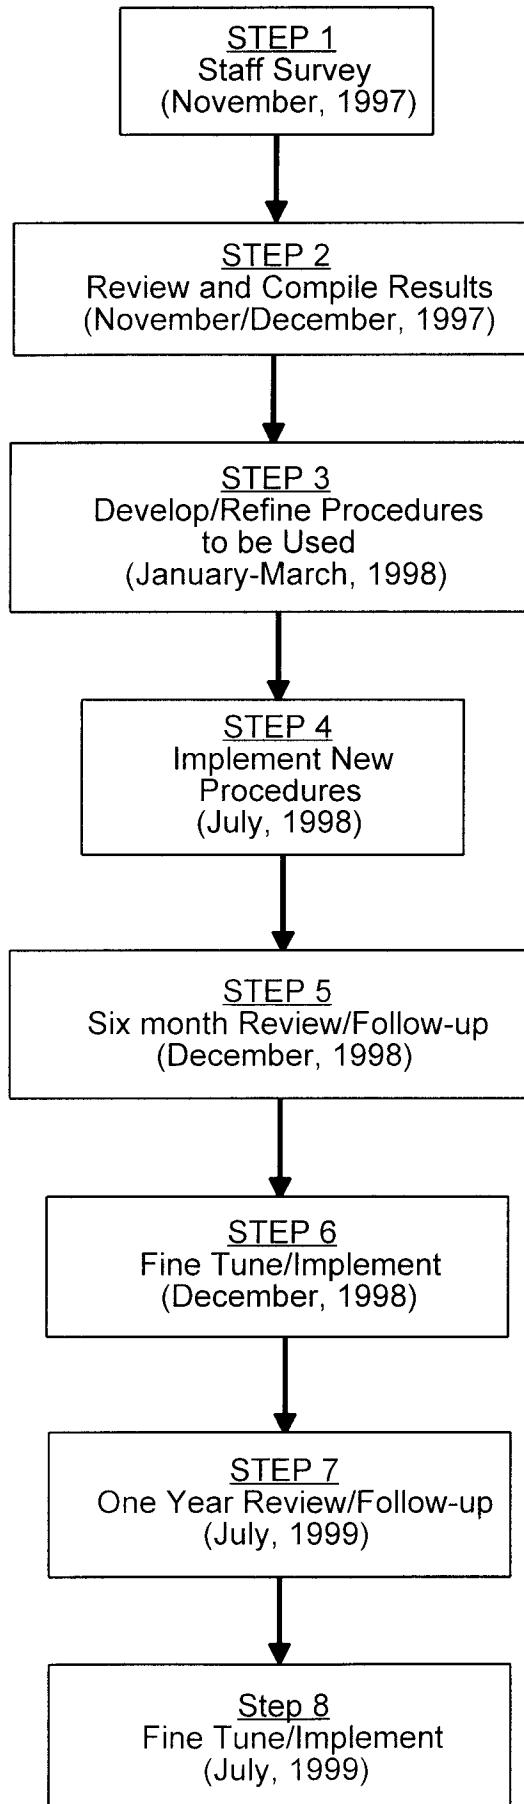 STEP 1
Staff Survey
(November, 1997)
STEP 2
Review and Compile Results
(November/December, 1997)
STEP 3
Develop/Refine Procedures
to be Used
(January-March, 1998)
STEP 4
Implement New
Procedures
(July, 1998)
STEP 5
Six month Review/Follow-up
(December, 1998)
STEP 6
Fine Tune/Implement
(December, 1998)
STEP 7
One Year Review/Follow-up
(July, 1999)
Step 8
Fine Tune/Implement
(July, 1999)